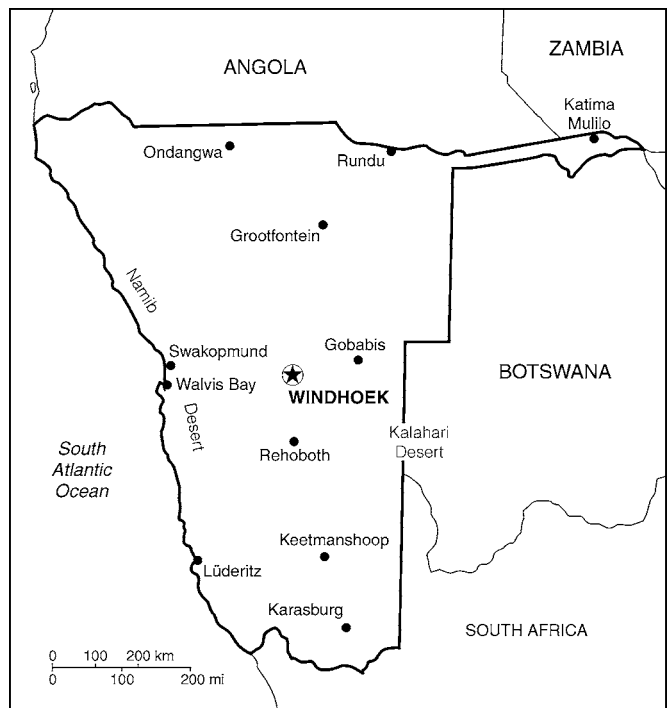 ANGOLA
ZAMBIA
Katima
Mulilo
Ondangwa
Rundu
Grootfontein
Namib
Swakopmund
Gobabis
Walvis Bay
WINDHOEK
BOTSWANA
Desert
Kalahari
Desert
South
Atlantic
Ocean
Rehoboth
Keetmanshoop
Lüderitz
Karasburg
SOUTH AFRICA
0 100 200 km
0 100 200 mi